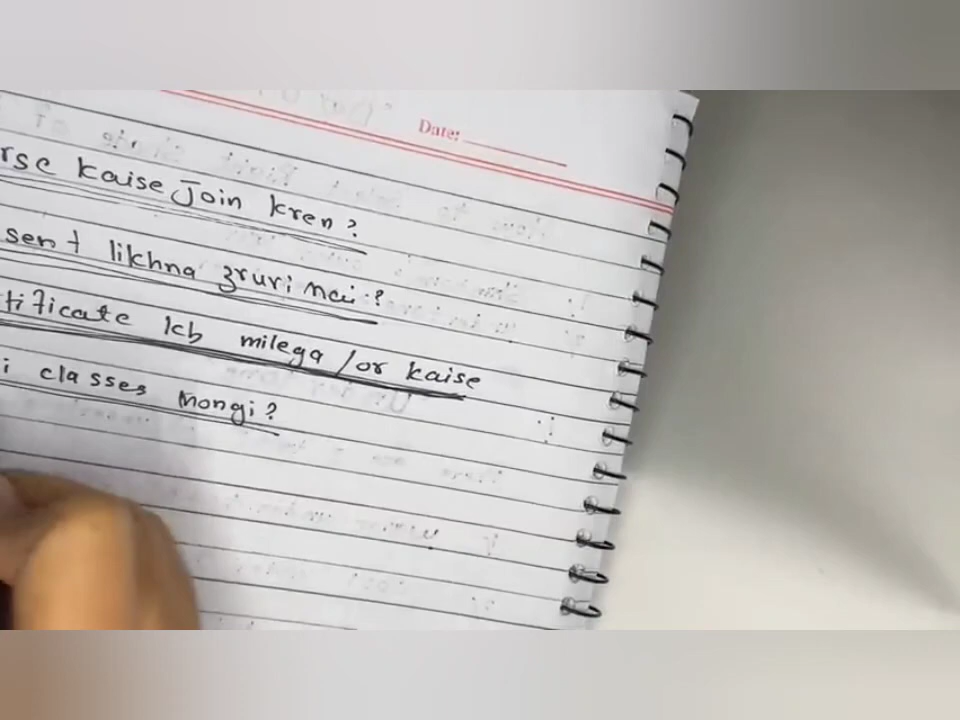 Date:
rse kaise Join kren?
sent likhna zruri hai?
tificate kb milega / or kaise
i classes hongi?